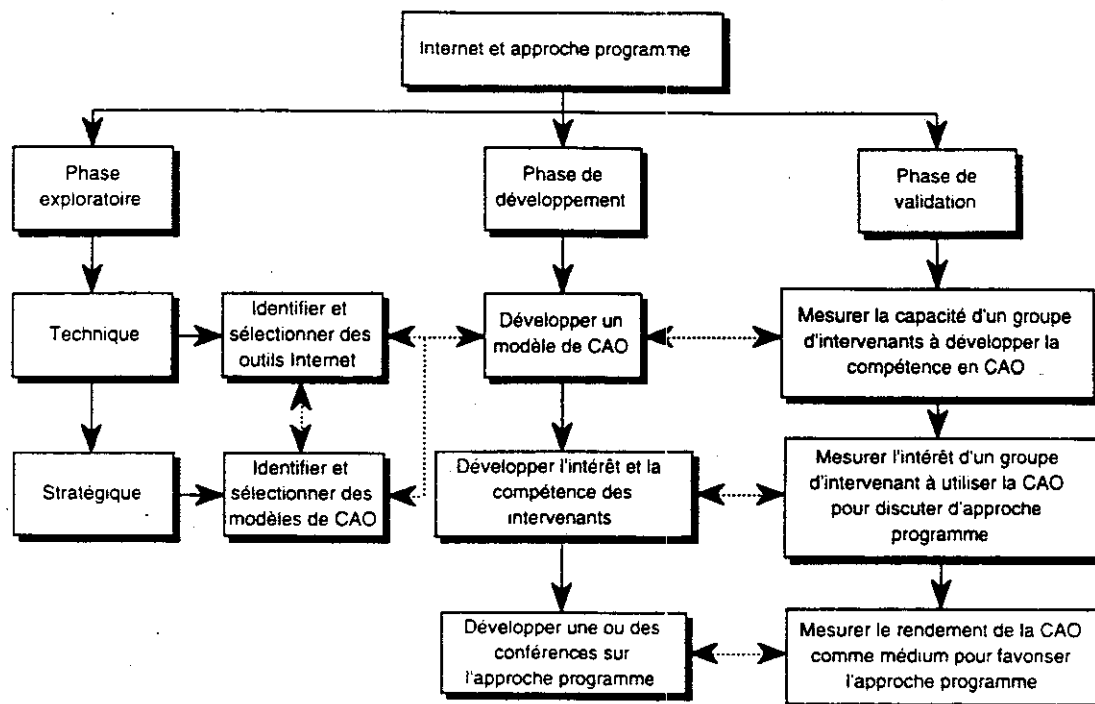 Internet et approche programme
Phase
exploratoire
Phase de
développement
Phase de
validation
Technique
Identifier et
sélectionner des
outils Internet
Développer un
modèle de CAO
Mesurer la capacité d'un groupe
d'intervenants à développer la
compétence en CAO
Stratégique
Identifier et
sélectionner des
modèles de CAO
Développer l'intérêt et la
compétence des
intervenants
Mesurer l'intérêt d'un groupe
d'intervenant à utiliser la CAO
pour discuter d'approche
programme
Développer une ou des
conférences sur
l'approche programme
Mesurer le rendement de la CAO
comme médium pour favoriser
l'approche programme